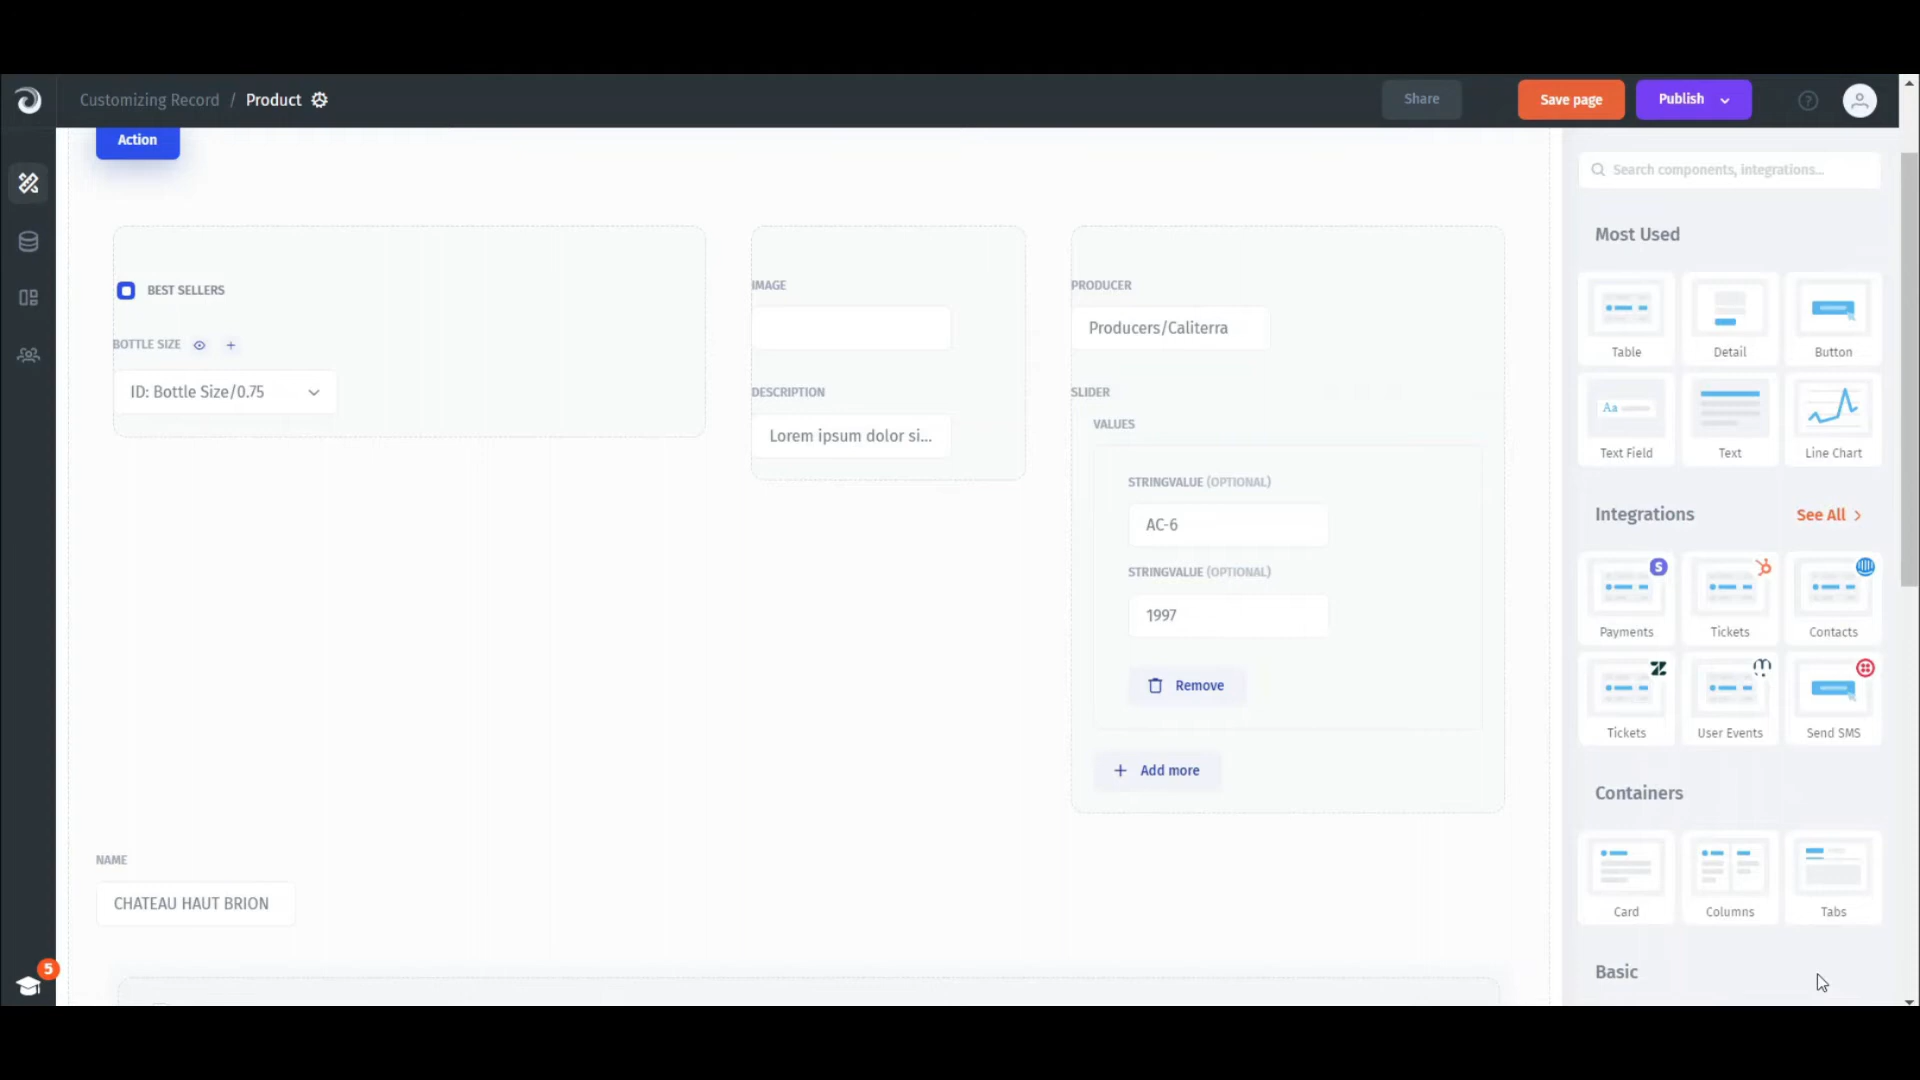 Customizing Record / Product
Share
Save page
Publish
Action
Search components, integrations...
BEST SELLERS
BOTTLE SIZE
ID: Bottle Size/0.75
IMAGE
DESCRIPTION
Lorem ipsum dolor si...
PRODUCER
Producers/Caliterra
SLIDER
VALUES
STRINGVALUE (OPTIONAL)
AC-6
STRINGVALUE (OPTIONAL)
1997
Remove
+ Add more
NAME
CHATEAU HAUT BRION
5
Most Used
Table
Detail
Button
Aa
Text Field
Text
Line Chart
Integrations
See All >
S
Payments
Tickets
Contacts
Tickets
User Events
Send SMS
Containers
Card
Columns
Tabs
Basic